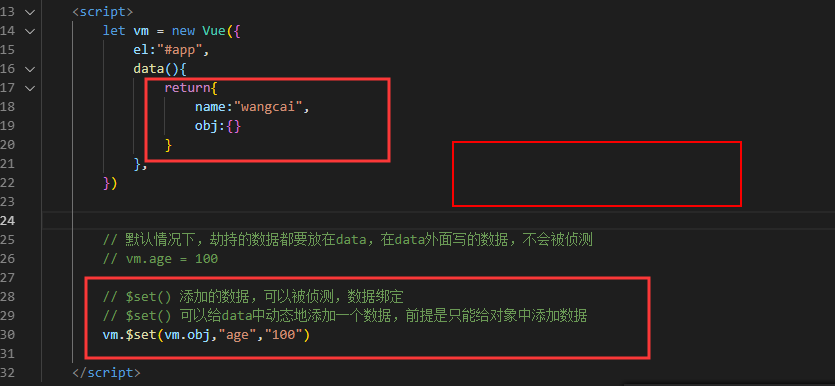 13 <script>
14 let vm = new Vue({
15 el:"#app",
16 data(){
17 return{
18 name:"wangcai",
19 obj:{}
20 }
21 },
22 })
23
24
25 // 默认情况下，劫持的数据都要放在data，在data外面写的数据，不会被侦测
26 // vm.age = 100
27
28 // $set() 添加的数据，可以被侦测，数据绑定
29 // $set() 可以给data中动态地添加一个数据，前提是只能给对象中添加数据
30 vm.$set(vm.obj,"age","100")
31
32 </script>